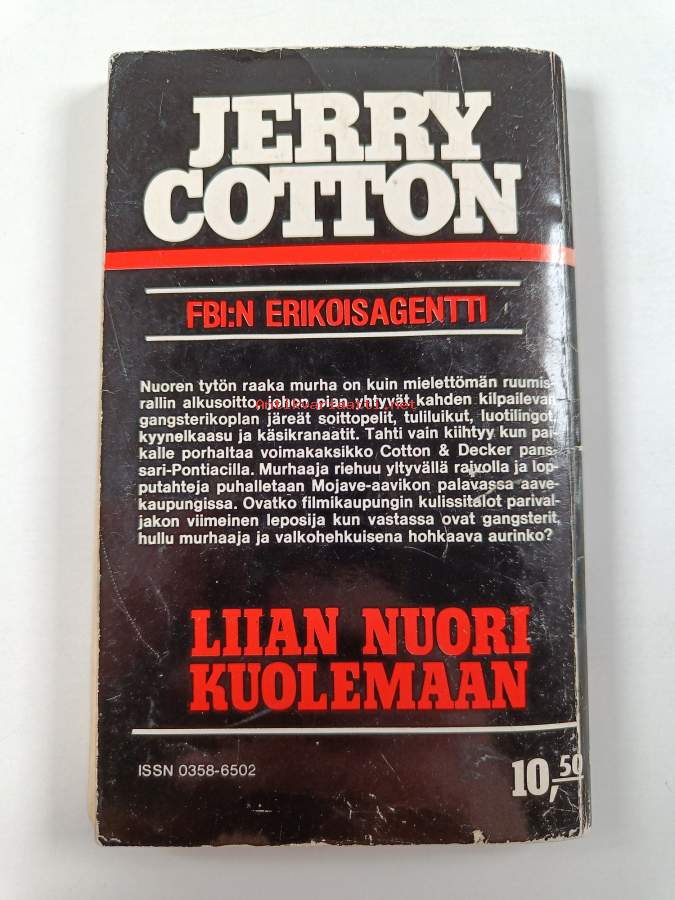 JERRY
COTTON
FBI:N ERIKOISAGENTTI
Nuoren tytön raaka murha on kuin mielettömän ruumis-
rallin alkusoitto, johon pian yhtyvät kahden kilpailevan
Antikvariaatti.net
gangsterikoplan järeät soittopelit, tuliluikut, luotilingot,
kyynelkaasu ja käsikranaatit. Tahti vain kiihtyy kun pai-
kalle porhaltaa voimakaksikko Cotton & Decker pans-
sari-Pontiacilla. Murhaaja riehuu yltyvällä raivolla ja lop-
putahteja puhalletaan Mojave-aavikon palavassa aave-
kaupungissa. Ovatko filmikaupungin kulissitalot parival-
jakon viimeinen leposija kun vastassa ovat gangsterit,
hullu murhaaja ja valkohehkuisena hohkaava aurinko?
LIIAN NUORI
KUOLEMAAN
ISSN 0358-6502
10,50